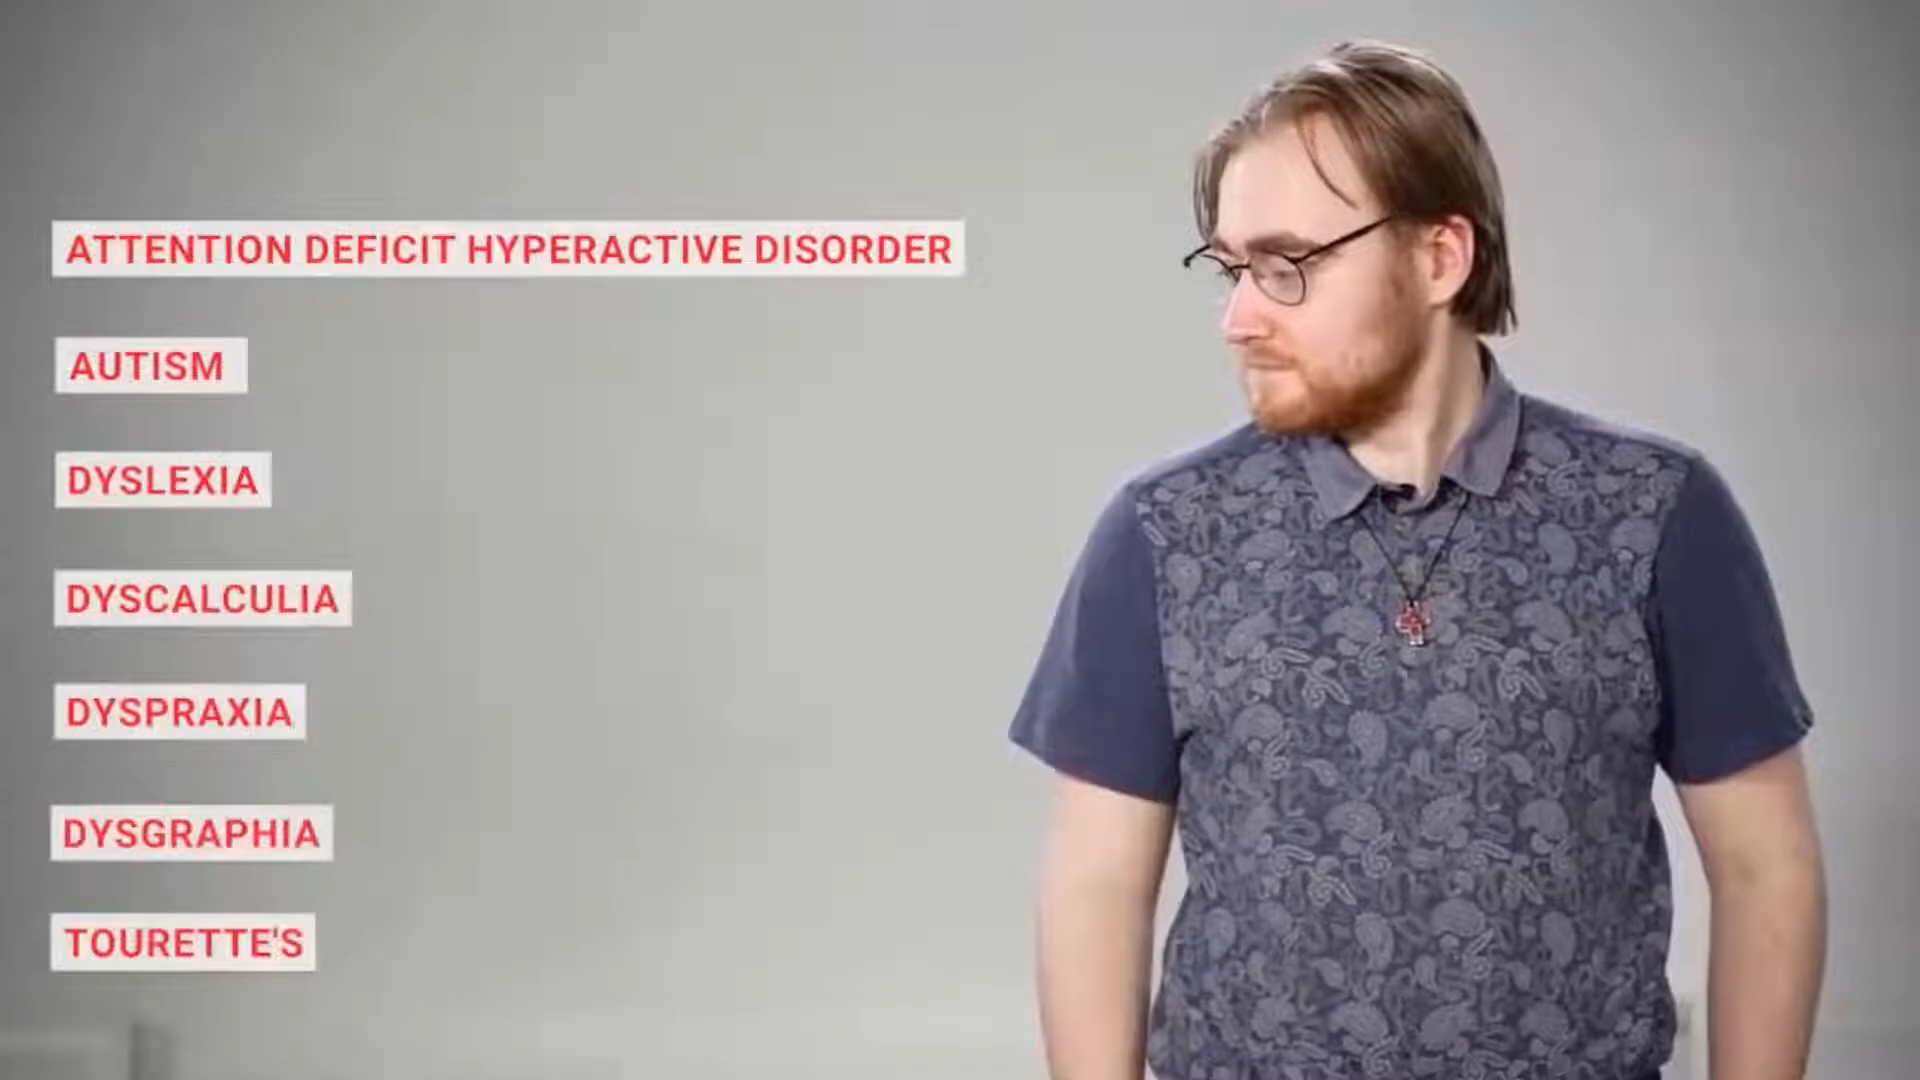 ATTENTION DEFICIT HYPERACTIVE DISORDER
AUTISM
DYSLEXIA
DYSCALCULIA
DYSPRAXIA
DYSGRAPHIA
TOURETTE'S